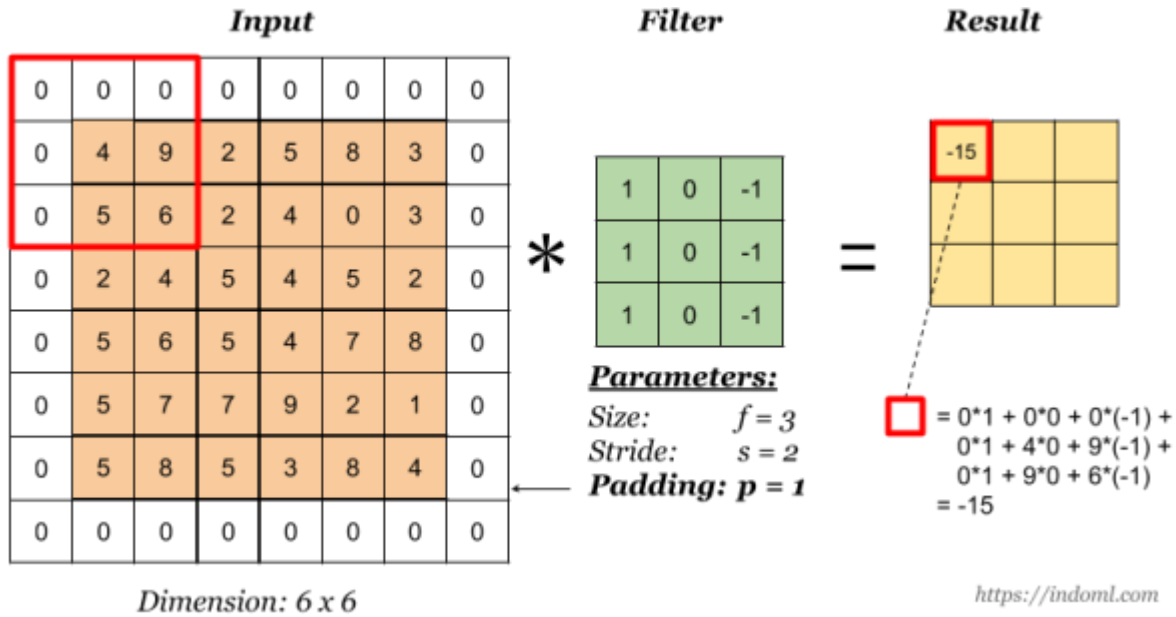 Input Filter Result
0 0 0 0 0 0 0 0
0 4 9 2 5 8 3 0
0 5 6 2 4 0 3 0
0 2 4 5 4 5 2 0
0 5 6 5 4 7 8 0
0 5 7 7 9 2 1 0
0 5 8 5 3 8 4 0
0 0 0 0 0 0 0 0
Dimension: 6 x 6
*
1 0 -1
1 0 -1
1 0 -1
Parameters:
Size: f = 3
Stride: s = 2
Padding: p = 1
=
-15
= 0*1 + 0*0 + 0*(-1) +
0*1 + 4*0 + 9*(-1) +
0*1 + 9*0 + 6*(-1)
= -15
https://indoml.com